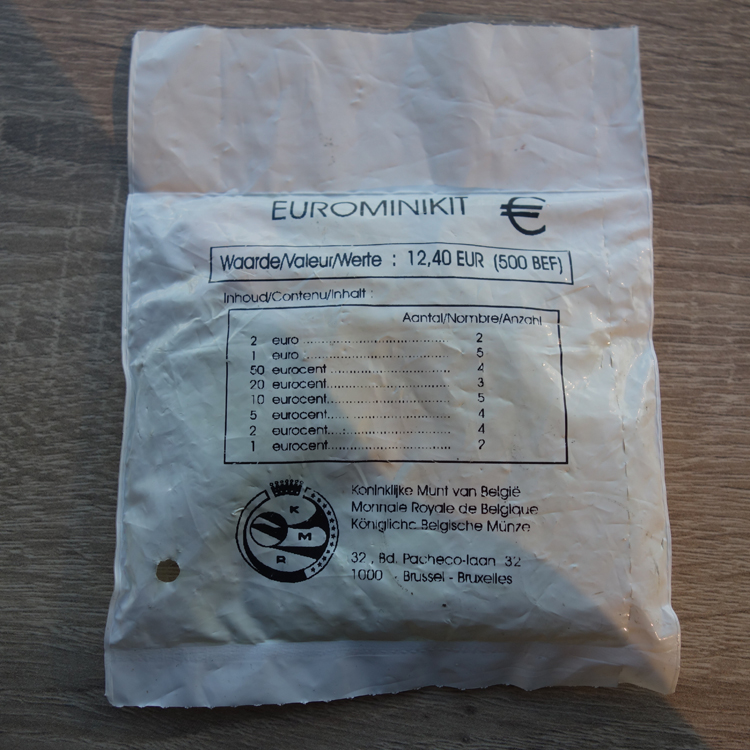 EUROMINIKIT €
Waarde/Valeur/Werte : 12,40 EUR (500 BEF)
Inhoud/Contenu/Inhalt :
Aantal/Nombre/Anzahl
2 euro ........................................ 2
1 euro ........................................ 5
50 eurocent................................. 4
20 eurocent................................. 3
10 eurocent................................. 5
5 eurocent................................. 4
2 eurocent................................. 4
1 eurocent................................. 2
K
M
R
Koninklijke Munt van België
Monnaie Royale de Belgique
Königliche Belgische Münze
32 , Bd. Pacheco-laan 32
1000 - Brussel - Bruxelles